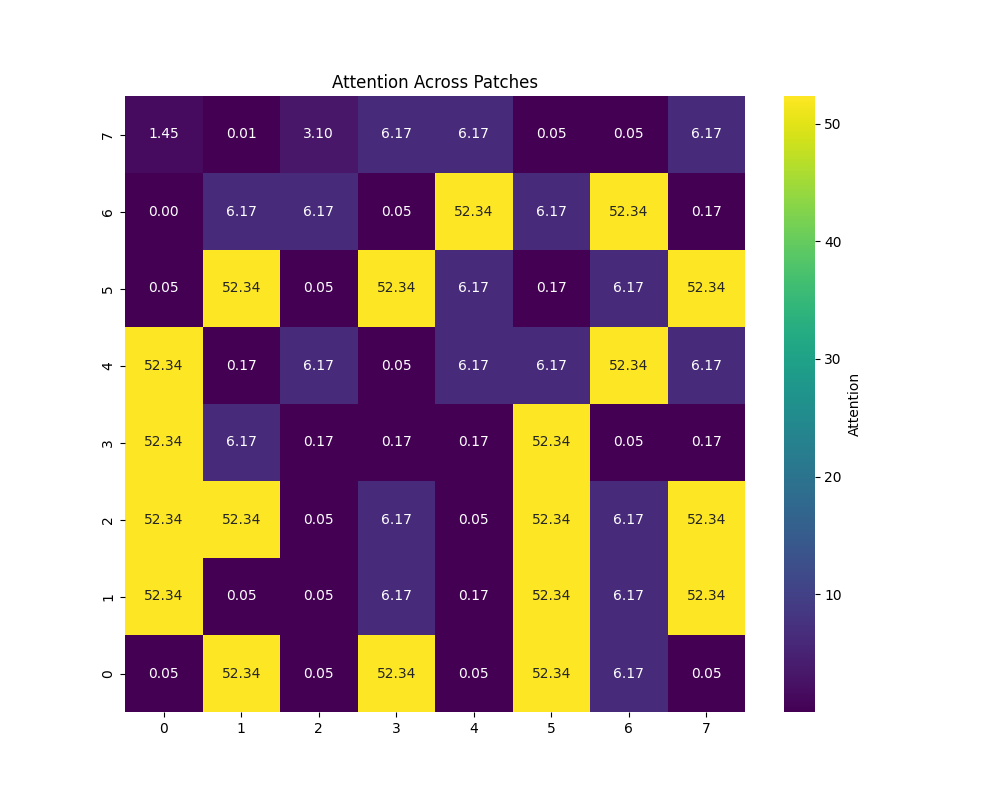 Attention Across Patches
7 1.45 0.01 3.10 6.17 6.17 0.05 0.05 6.17
6 0.00 6.17 6.17 0.05 52.34 6.17 52.34 0.17
5 0.05 52.34 0.05 52.34 6.17 0.17 6.17 52.34
4 52.34 0.17 6.17 0.05 6.17 6.17 52.34 6.17
3 52.34 6.17 0.17 0.17 0.17 52.34 0.05 0.17
2 52.34 52.34 0.05 6.17 0.05 52.34 6.17 52.34
1 52.34 0.05 0.05 6.17 0.17 52.34 6.17 52.34
0 0.05 52.34 0.05 52.34 0.05 52.34 6.17 0.05
0 1 2 3 4 5 6 7
50
40
30
20
10
Attention